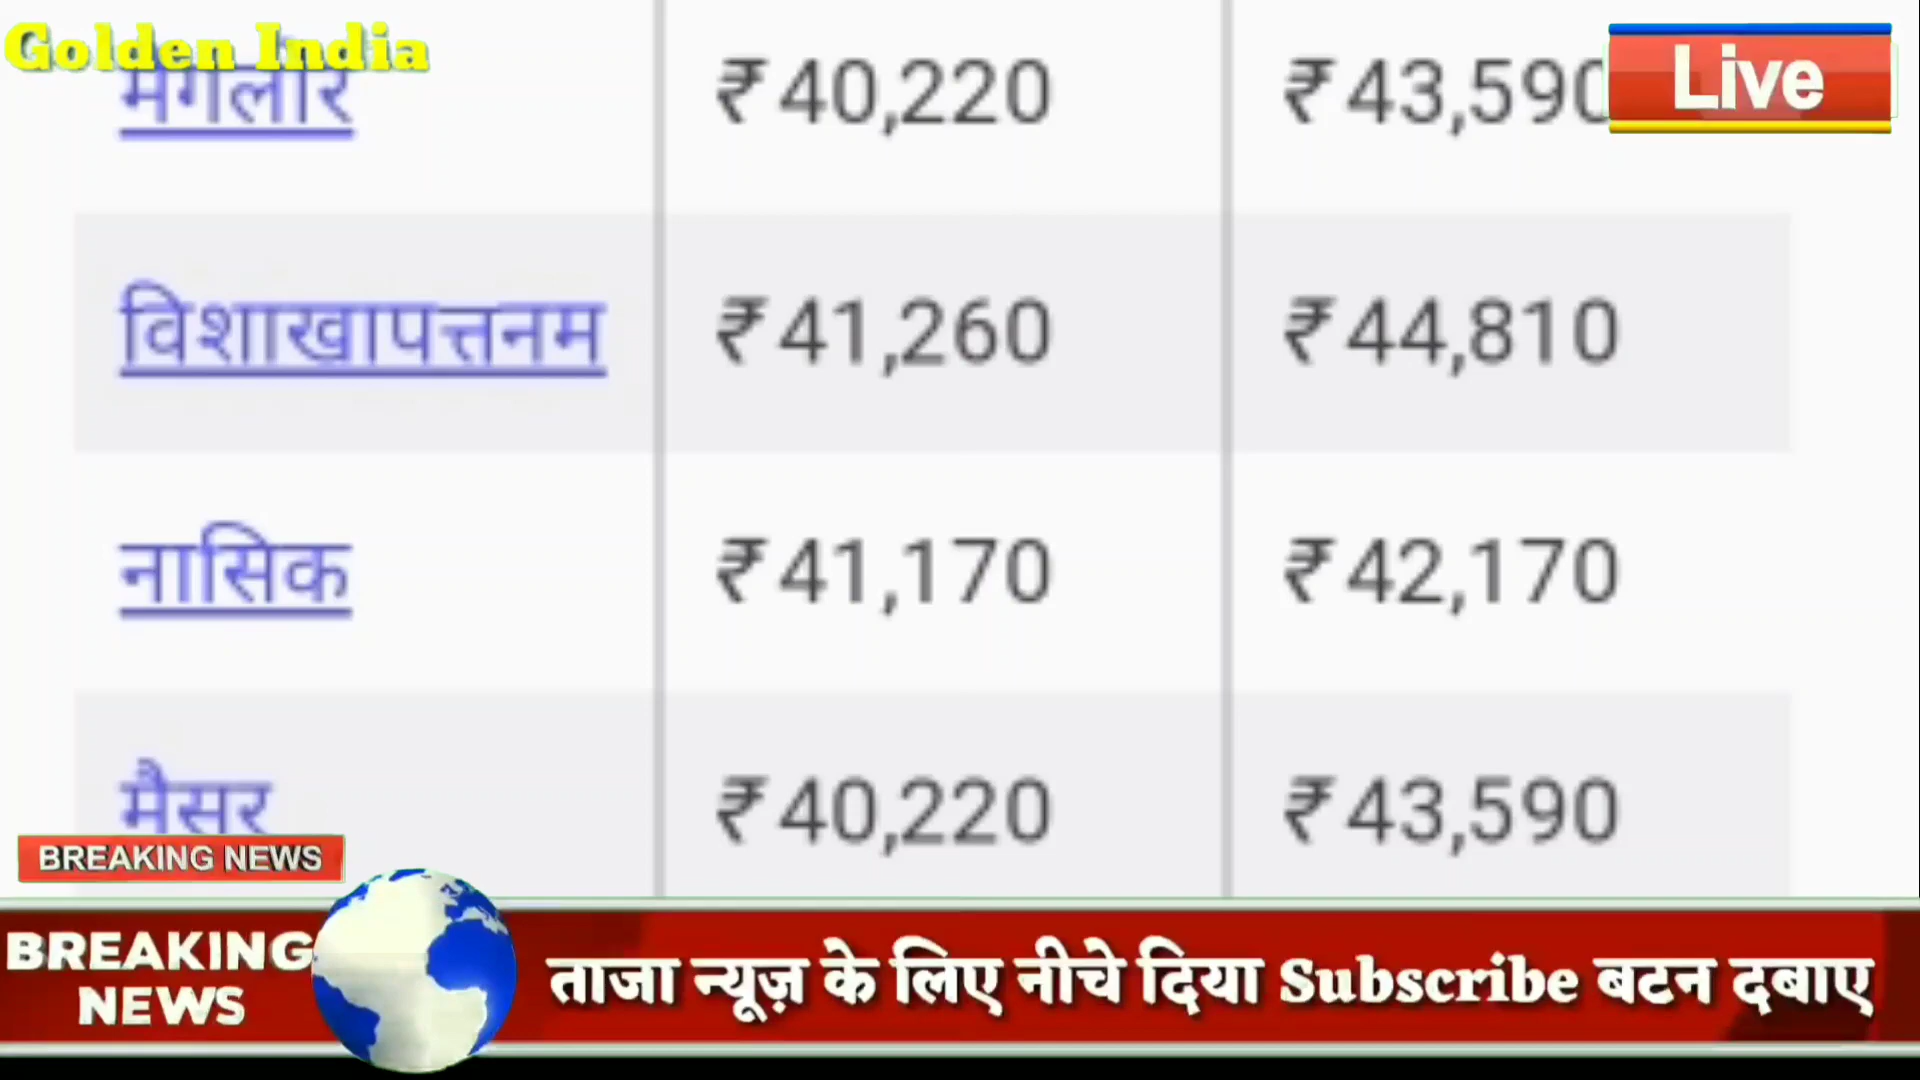 Golden India
मंगलौर ₹40,220 ₹43,590
Live
विशाखापत्तनम ₹41,260 ₹44,810
नासिक ₹41,170 ₹42,170
मैसूर ₹40,220 ₹43,590
BREAKING NEWS
BREAKING NEWS
ताजा न्यूज़ के लिए नीचे दिया Subscribe बटन दबाए